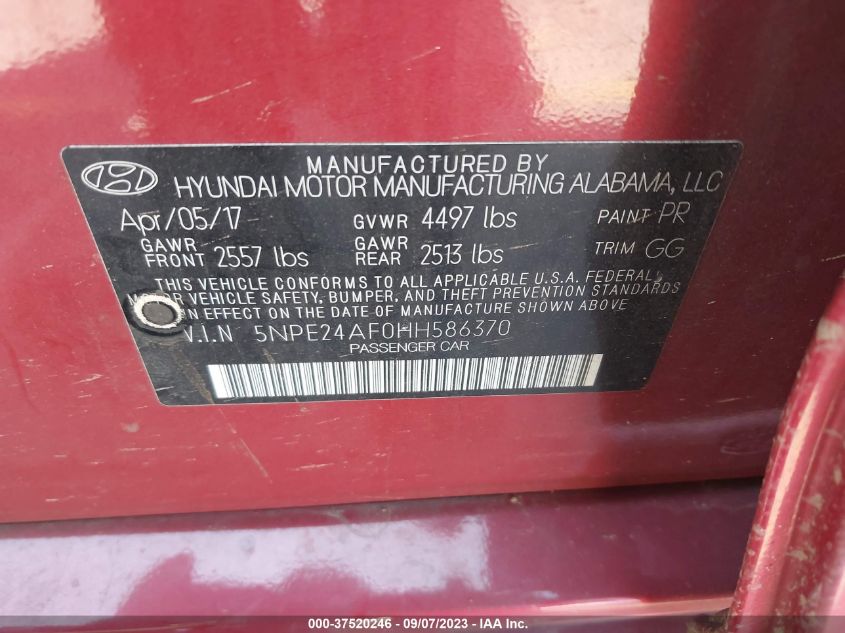 MANUFACTURED BY
HYUNDAI MOTOR MANUFACTURING ALABAMA, LLC
Apr/05/17 GVWR 4497 lbs PAINT PR
GAWR FRONT 2557 lbs GAWR REAR 2513 lbs TRIM GG
THIS VEHICLE CONFORMS TO ALL APPLICABLE U.S.A. FEDERAL
MOTOR VEHICLE SAFETY, BUMPER, AND THEFT PREVENTION STANDARDS
IN EFFECT ON THE DATE OF MANUFACTURE SHOWN ABOVE
V.I.N 5NPE24AF0HH586370
PASSENGER CAR
000-37520246 - 09/07/2023 - IAA Inc.